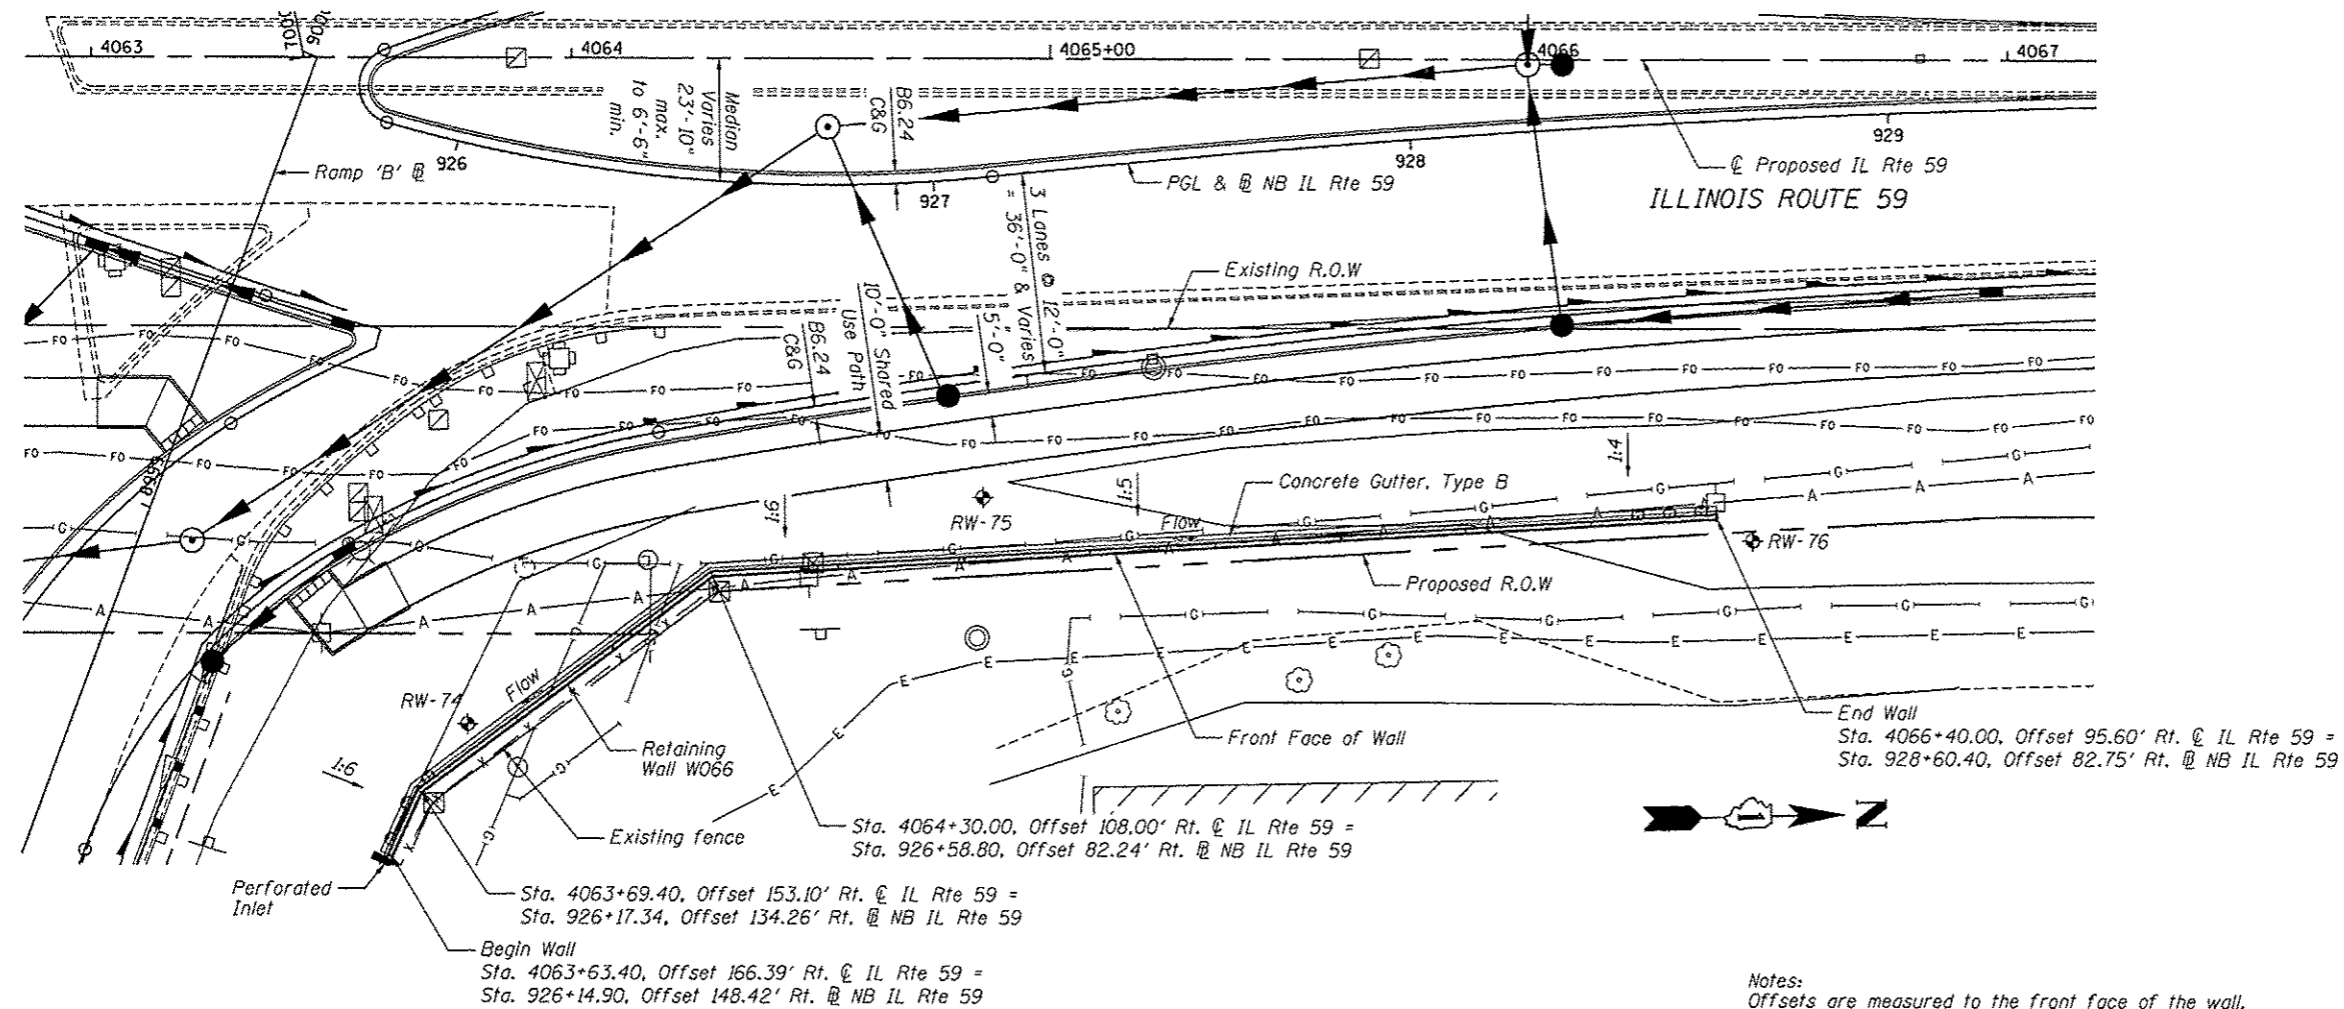 4063
4064
4065+00
4066
4067
1001
9006
Median
Varies
23'-10"
max.
to 6'-6"
min.
B6.24
C&G
926
927
928
929
Ramp 'B' ℄
PGL & ℄ NB IL Rte 59
℄ Proposed IL Rte 59
ILLINOIS ROUTE 59
3 Lanes @ 12'-0"
= 36'-0" & Varies
Existing R.O.W
10'-0" Shared
Use Path
5'-0"
B6.24
C&G
1:6
1:5
1:4
RW-75
Flow
Concrete Gutter, Type B
RW-76
Proposed R.O.W
RW-74
Flow
1:6
Retaining
Wall W066
Front Face of Wall
Existing fence
Perforated
Inlet
End Wall
Sta. 4066+40.00, Offset 95.60' Rt. ℄ IL Rte 59 =
Sta. 928+60.40, Offset 82.75' Rt. ℄ NB IL Rte 59
Sta. 4064+30.00, Offset 108.00' Rt. ℄ IL Rte 59 =
Sta. 926+58.80, Offset 82.24' Rt. ℄ NB IL Rte 59
Sta. 4063+69.40, Offset 153.10' Rt. ℄ IL Rte 59 =
Sta. 926+17.34, Offset 134.26' Rt. ℄ NB IL Rte 59
Begin Wall
Sta. 4063+63.40, Offset 166.39' Rt. ℄ IL Rte 59 =
Sta. 926+14.90, Offset 148.42' Rt. ℄ NB IL Rte 59
N
Notes:
Offsets are measured to the front face of the wall.